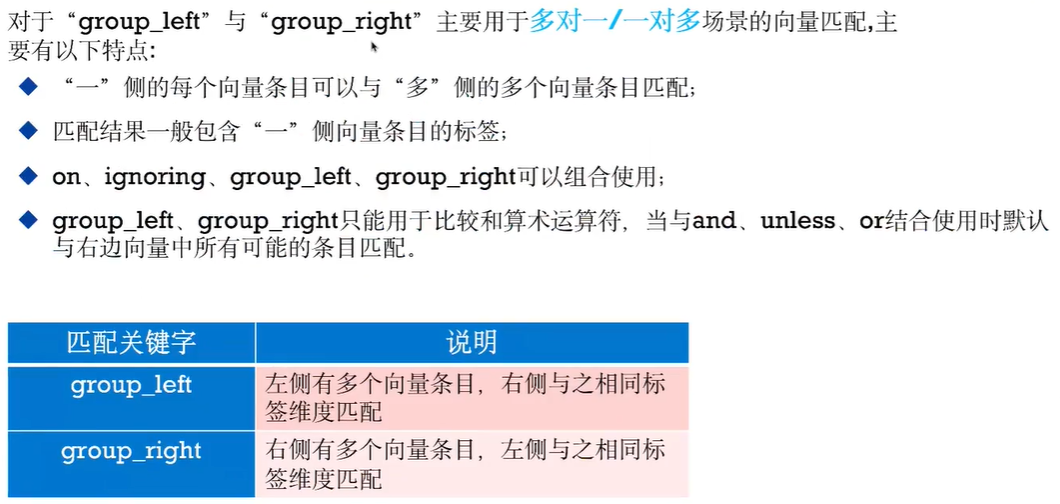 对于“group_left”与“group_right”主要用于多对一/一对多场景的向量匹配,主
要有以下特点:
“一”侧的每个向量条目可以与“多”侧的多个向量条目匹配;
匹配结果一般包含“一”侧向量条目的标签;
on、ignoring、group_left、group_right可以组合使用;
group_left、group_right只能用于比较和算术运算符，当与and、unless、or结合使用时默认
与右边向量中所有可能的条目匹配。
匹配关键字 说明
group_left 左侧有多个向量条目，右侧与之相同标
签维度匹配
group_right 右侧有多个向量条目，左侧与之相同标
签维度匹配